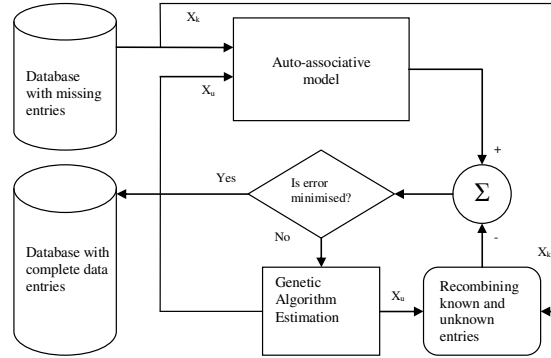 X_k
Database
with missing
entries
Auto-associative
model
X_u
+
Yes
Is error
minimised?
Σ
No
-
Database with
complete data
entries
Genetic
Algorithm
Estimation
X_u
Recombining
known and
unknown
entries
X_k